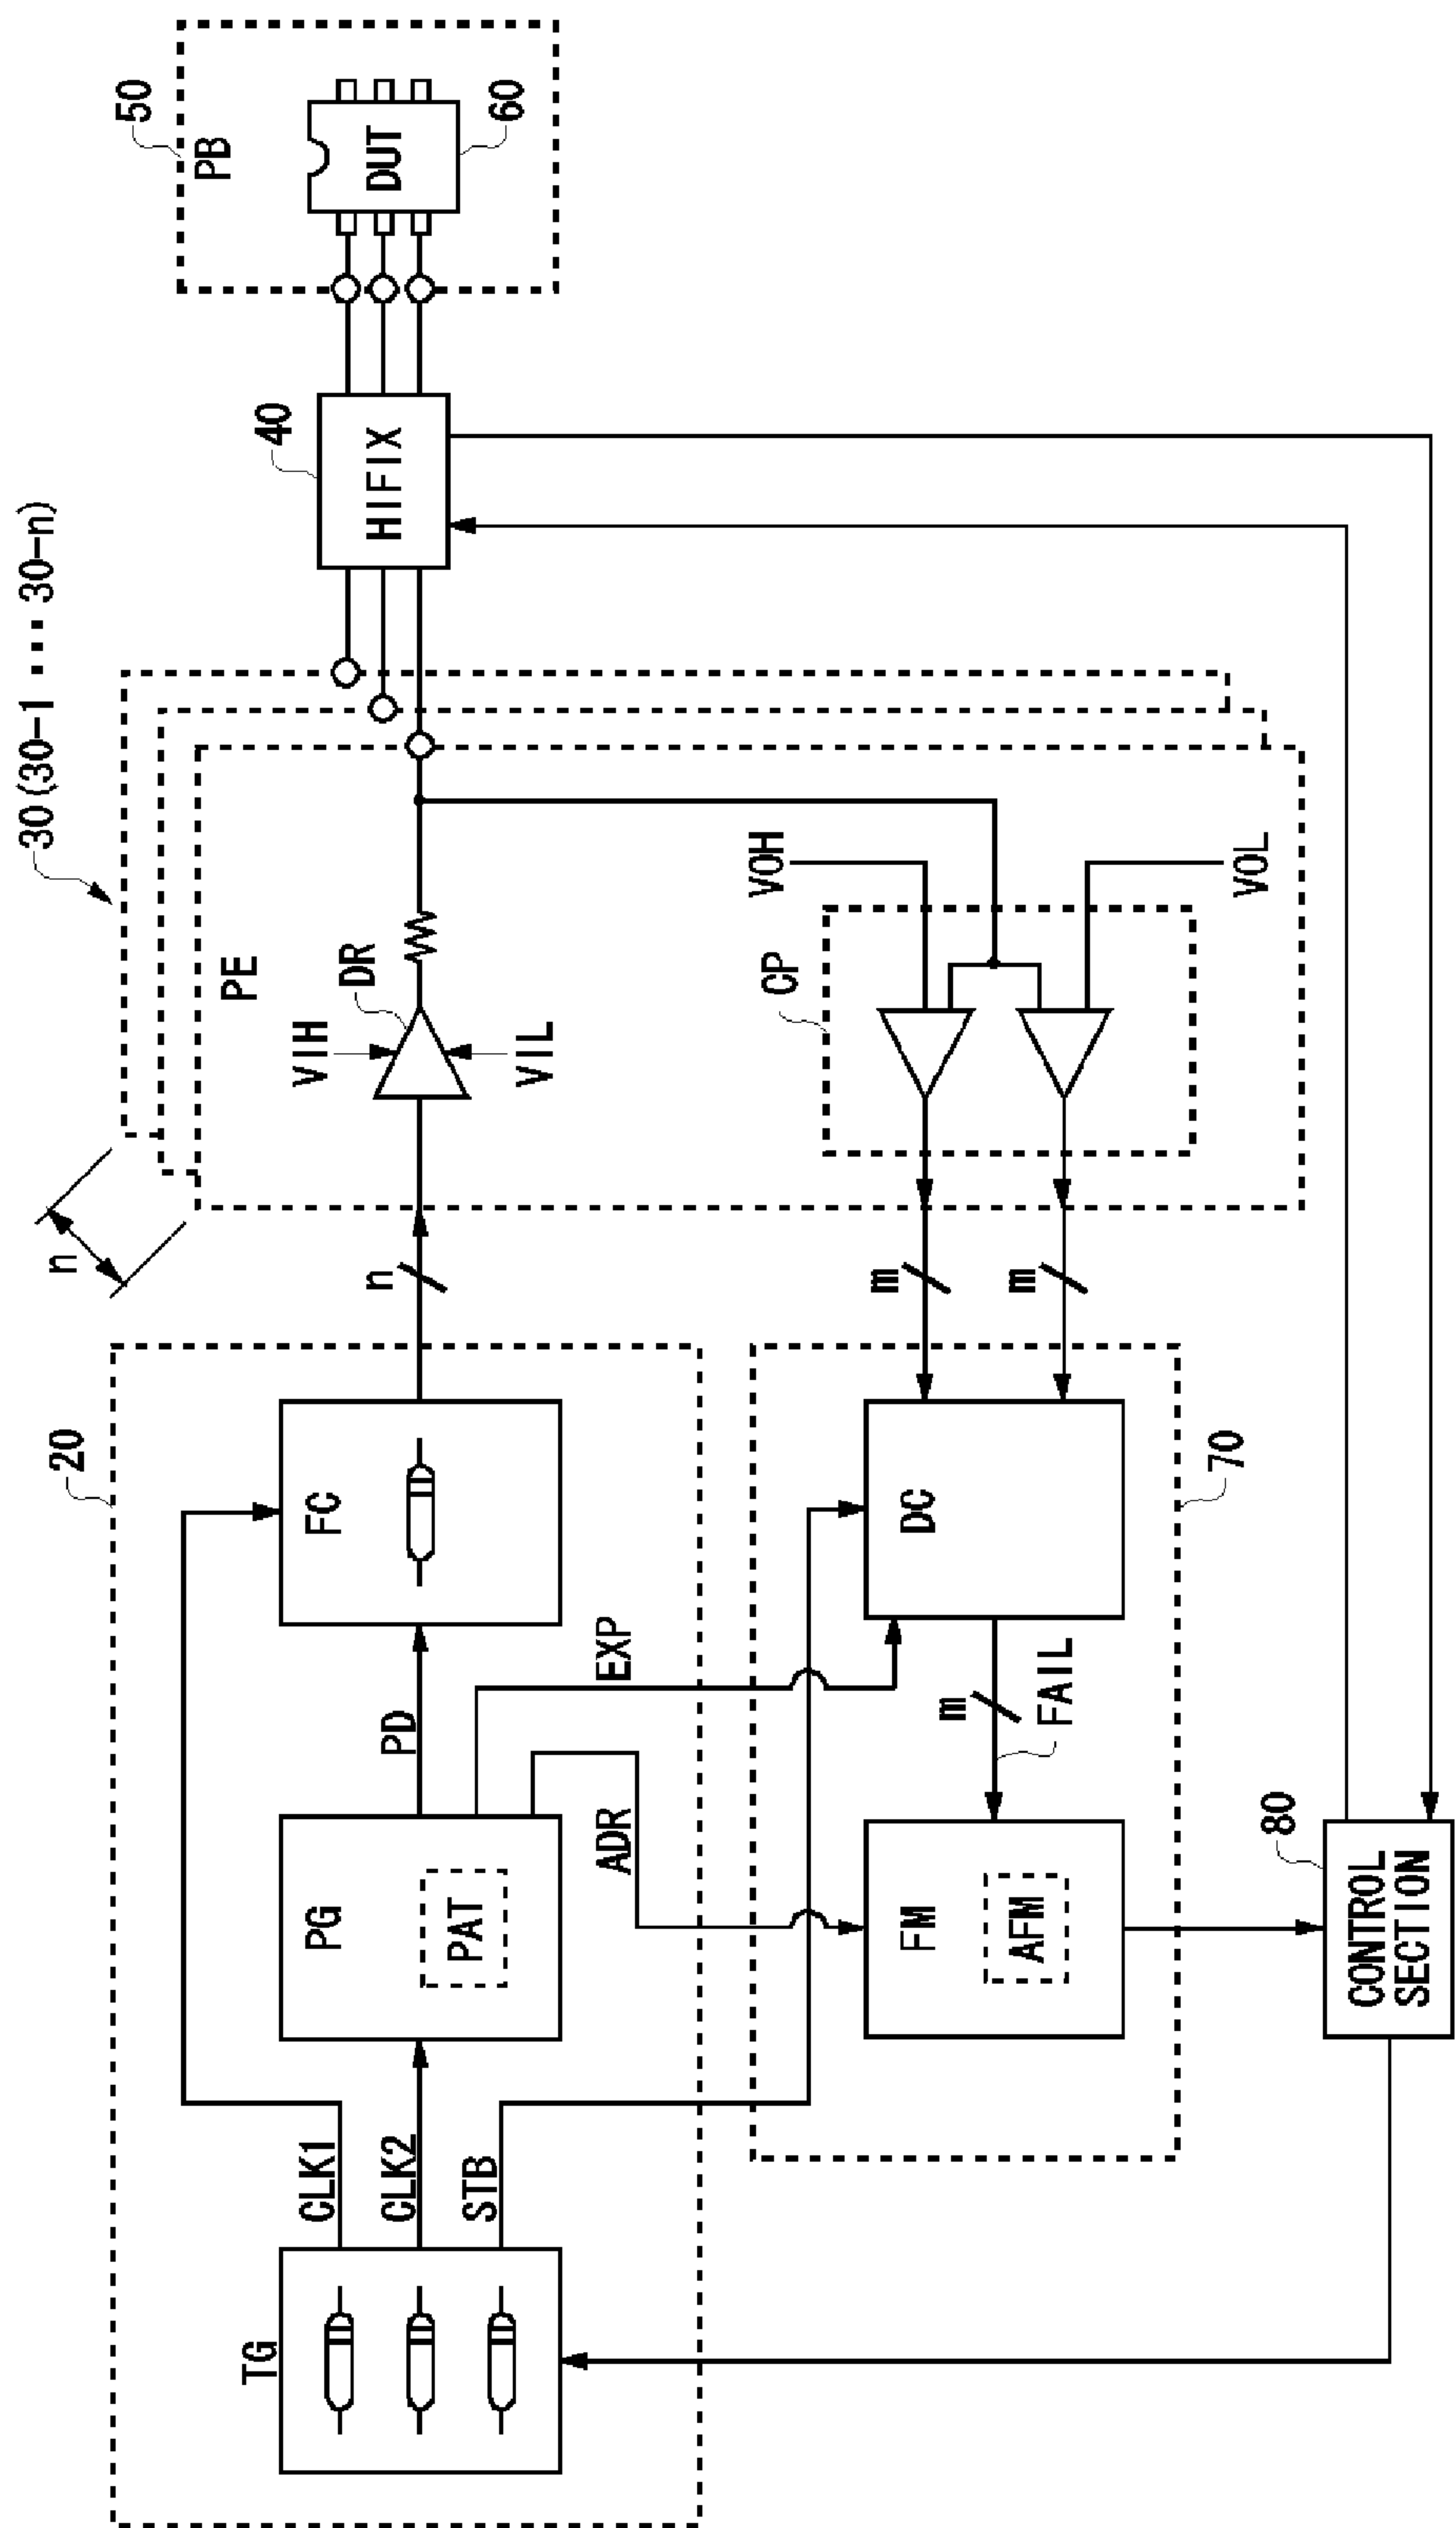 30(30-1 ▪▪▪ 30-n)
50
PB
DUT
60
40
HIFIX
n
PE
VIH
DR
VIL
VOH
CP
VOL
20
n
m
m
TG
CLK1
CLK2
STB
PG
PAT
PD
FC
EXP
ADR
DC
70
m
FAIL
FM
AFM
80
CONTROL
SECTION